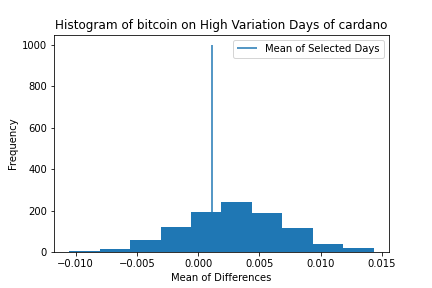 Histogram of bitcoin on High Variation Days of cardano
Mean of Selected Days
1000
800
600
400
200
0
Frequency
−0.010 −0.005 0.000 0.005 0.010 0.015
Mean of Differences